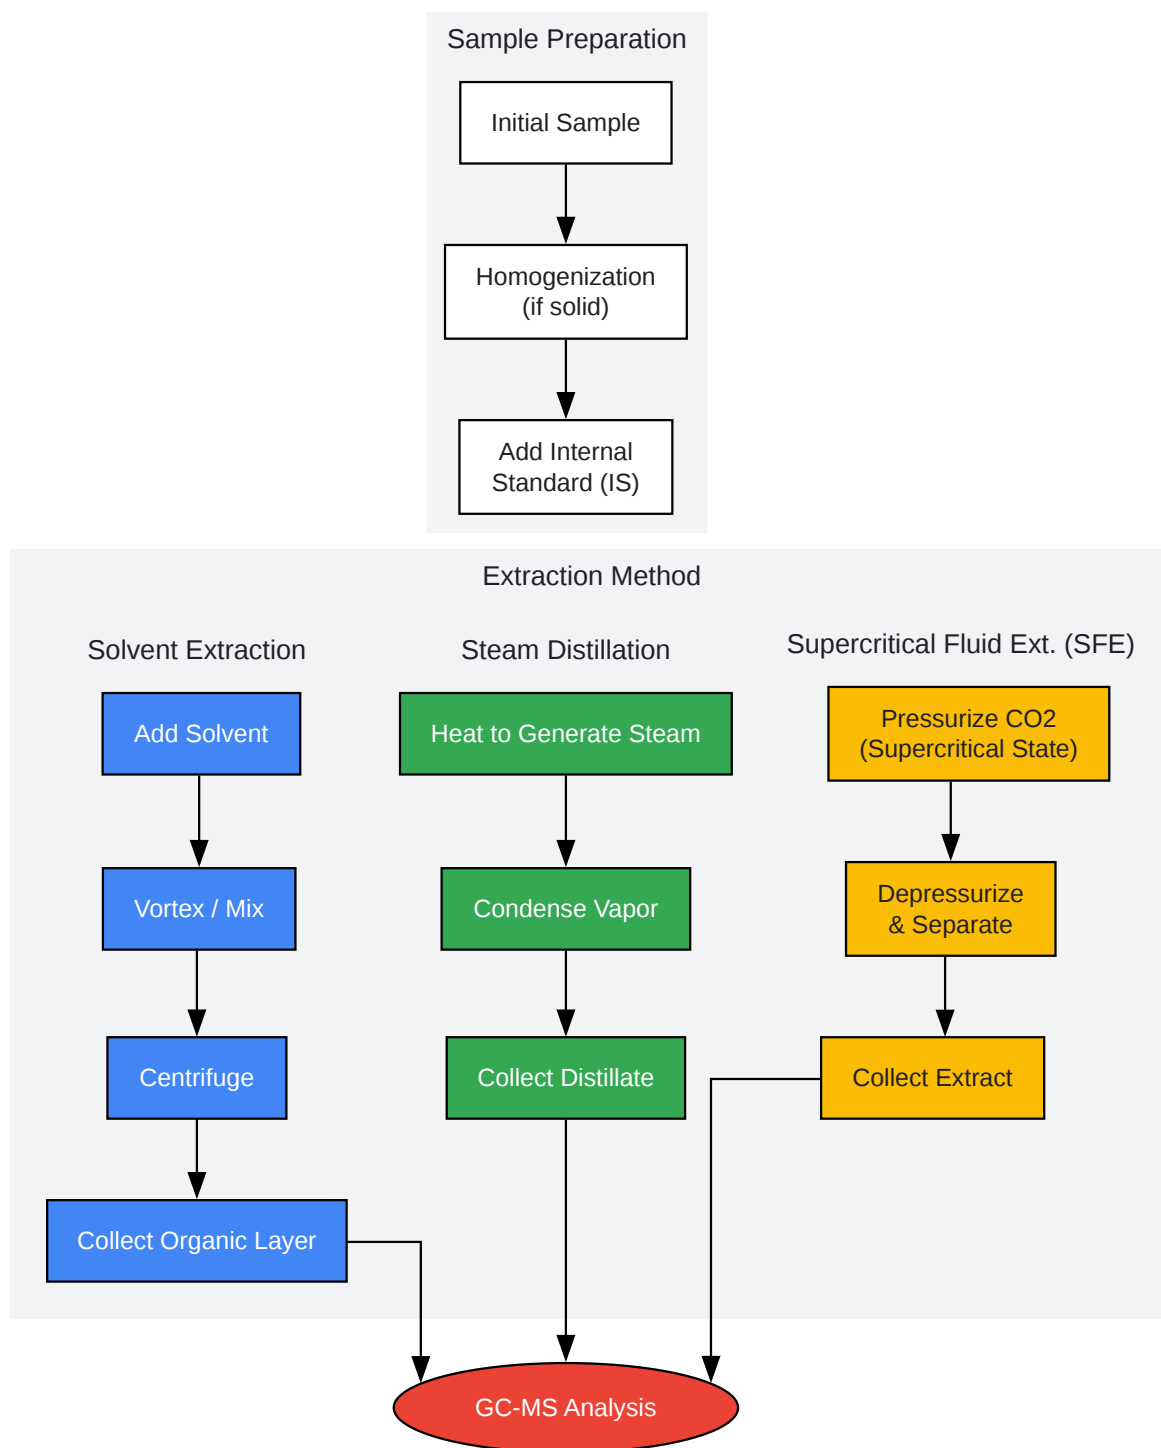 Sample Preparation
Initial Sample
Homogenization
(if solid)
Add Internal
Standard (IS)
Extraction Method
Solvent Extraction
Add Solvent
Vortex / Mix
Centrifuge
Collect Organic Layer
Steam Distillation
Heat to Generate Steam
Condense Vapor
Collect Distillate
Supercritical Fluid Ext. (SFE)
Pressurize CO2
(Supercritical State)
Depressurize
& Separate
Collect Extract
GC-MS Analysis